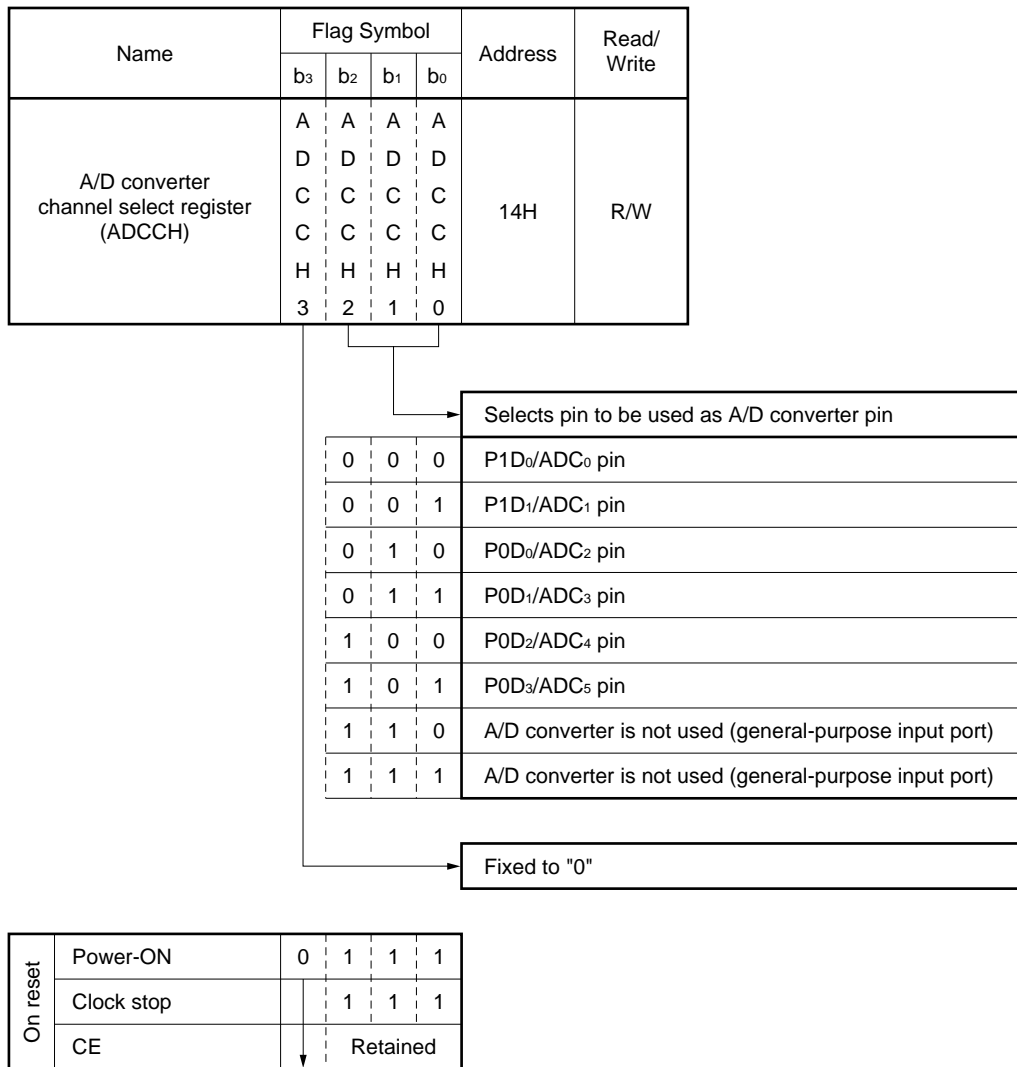 Name
Flag Symbol
Address
Read/
Write
b₃ b₂ b₁ b₀
A/D converter
channel select register
(ADCCH)
A A A A
D D D D
C C C C
C C C C
H H H H
3 2 1 0
14H
R/W
Selects pin to be used as A/D converter pin
0 0 0 P1D₀/ADC₀ pin
0 0 1 P1D₁/ADC₁ pin
0 1 0 P0D₀/ADC₂ pin
0 1 1 P0D₁/ADC₃ pin
1 0 0 P0D₂/ADC₄ pin
1 0 1 P0D₃/ADC₅ pin
1 1 0 A/D converter is not used (general-purpose input port)
1 1 1 A/D converter is not used (general-purpose input port)
Fixed to "0"
On reset
Power-ON 0 1 1 1
Clock stop 1 1 1
CE Retained